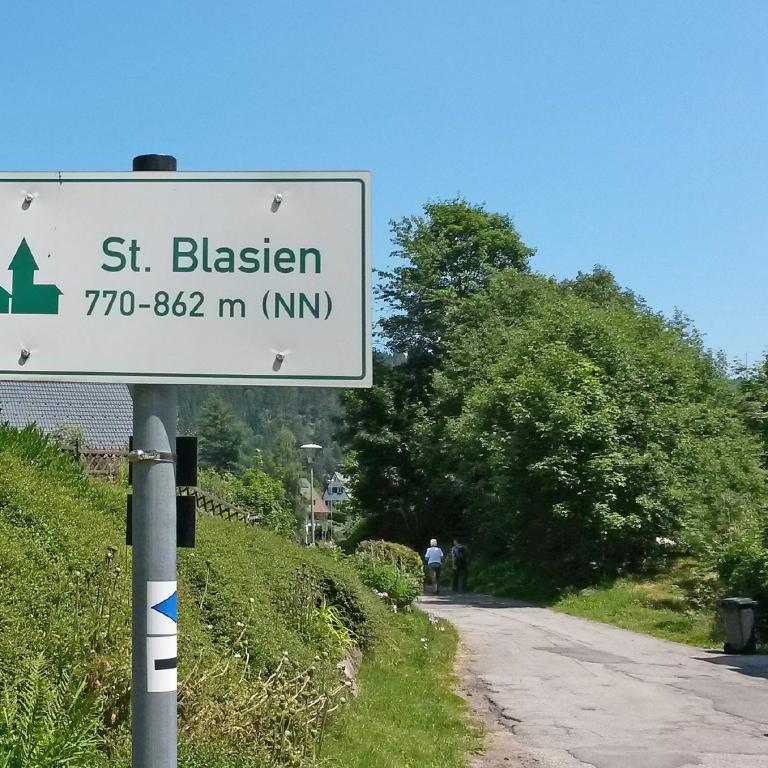 St. Blasien
770-862 m (NN)